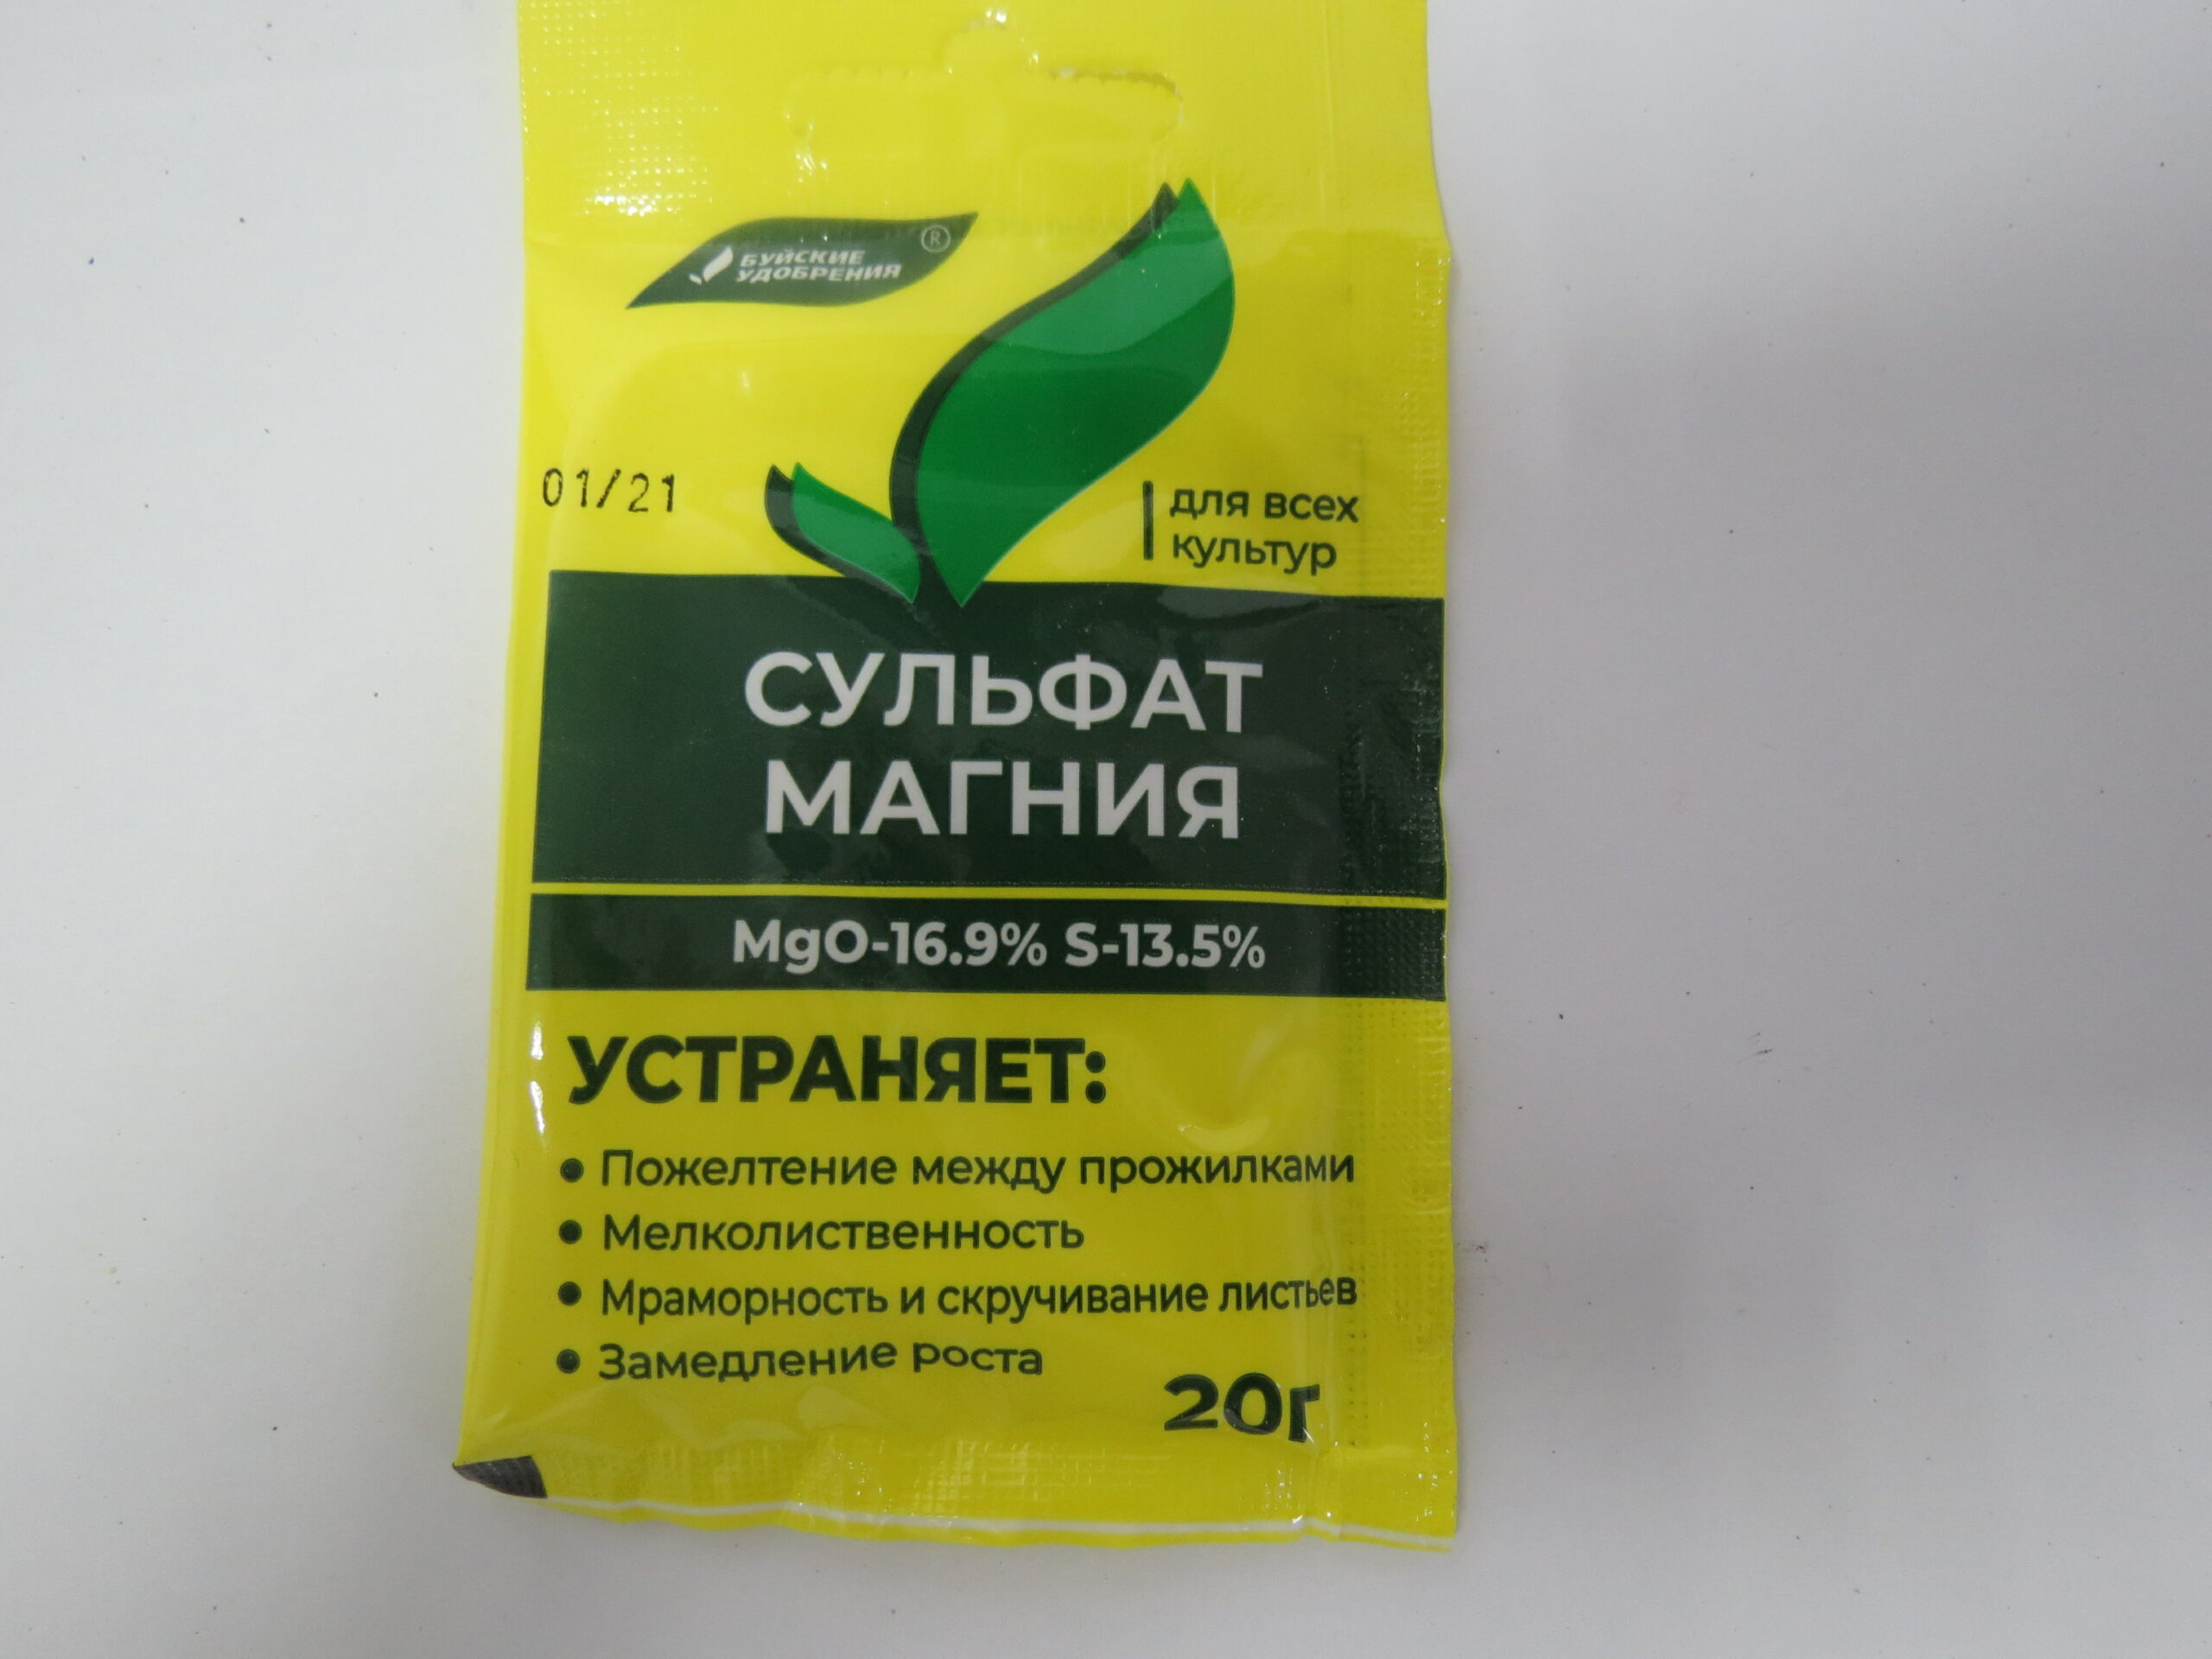 БУЙСКИЕ
УДОБРЕНИЯ ®
01/21
для всех
культур
СУЛЬФАТ
МАГНИЯ
MgO-16.9% S-13.5%
УСТРАНЯЕТ:
• Пожелтение между прожилками
• Мелколиственность
• Мраморность и скручивание листьев
• Замедление роста
20г